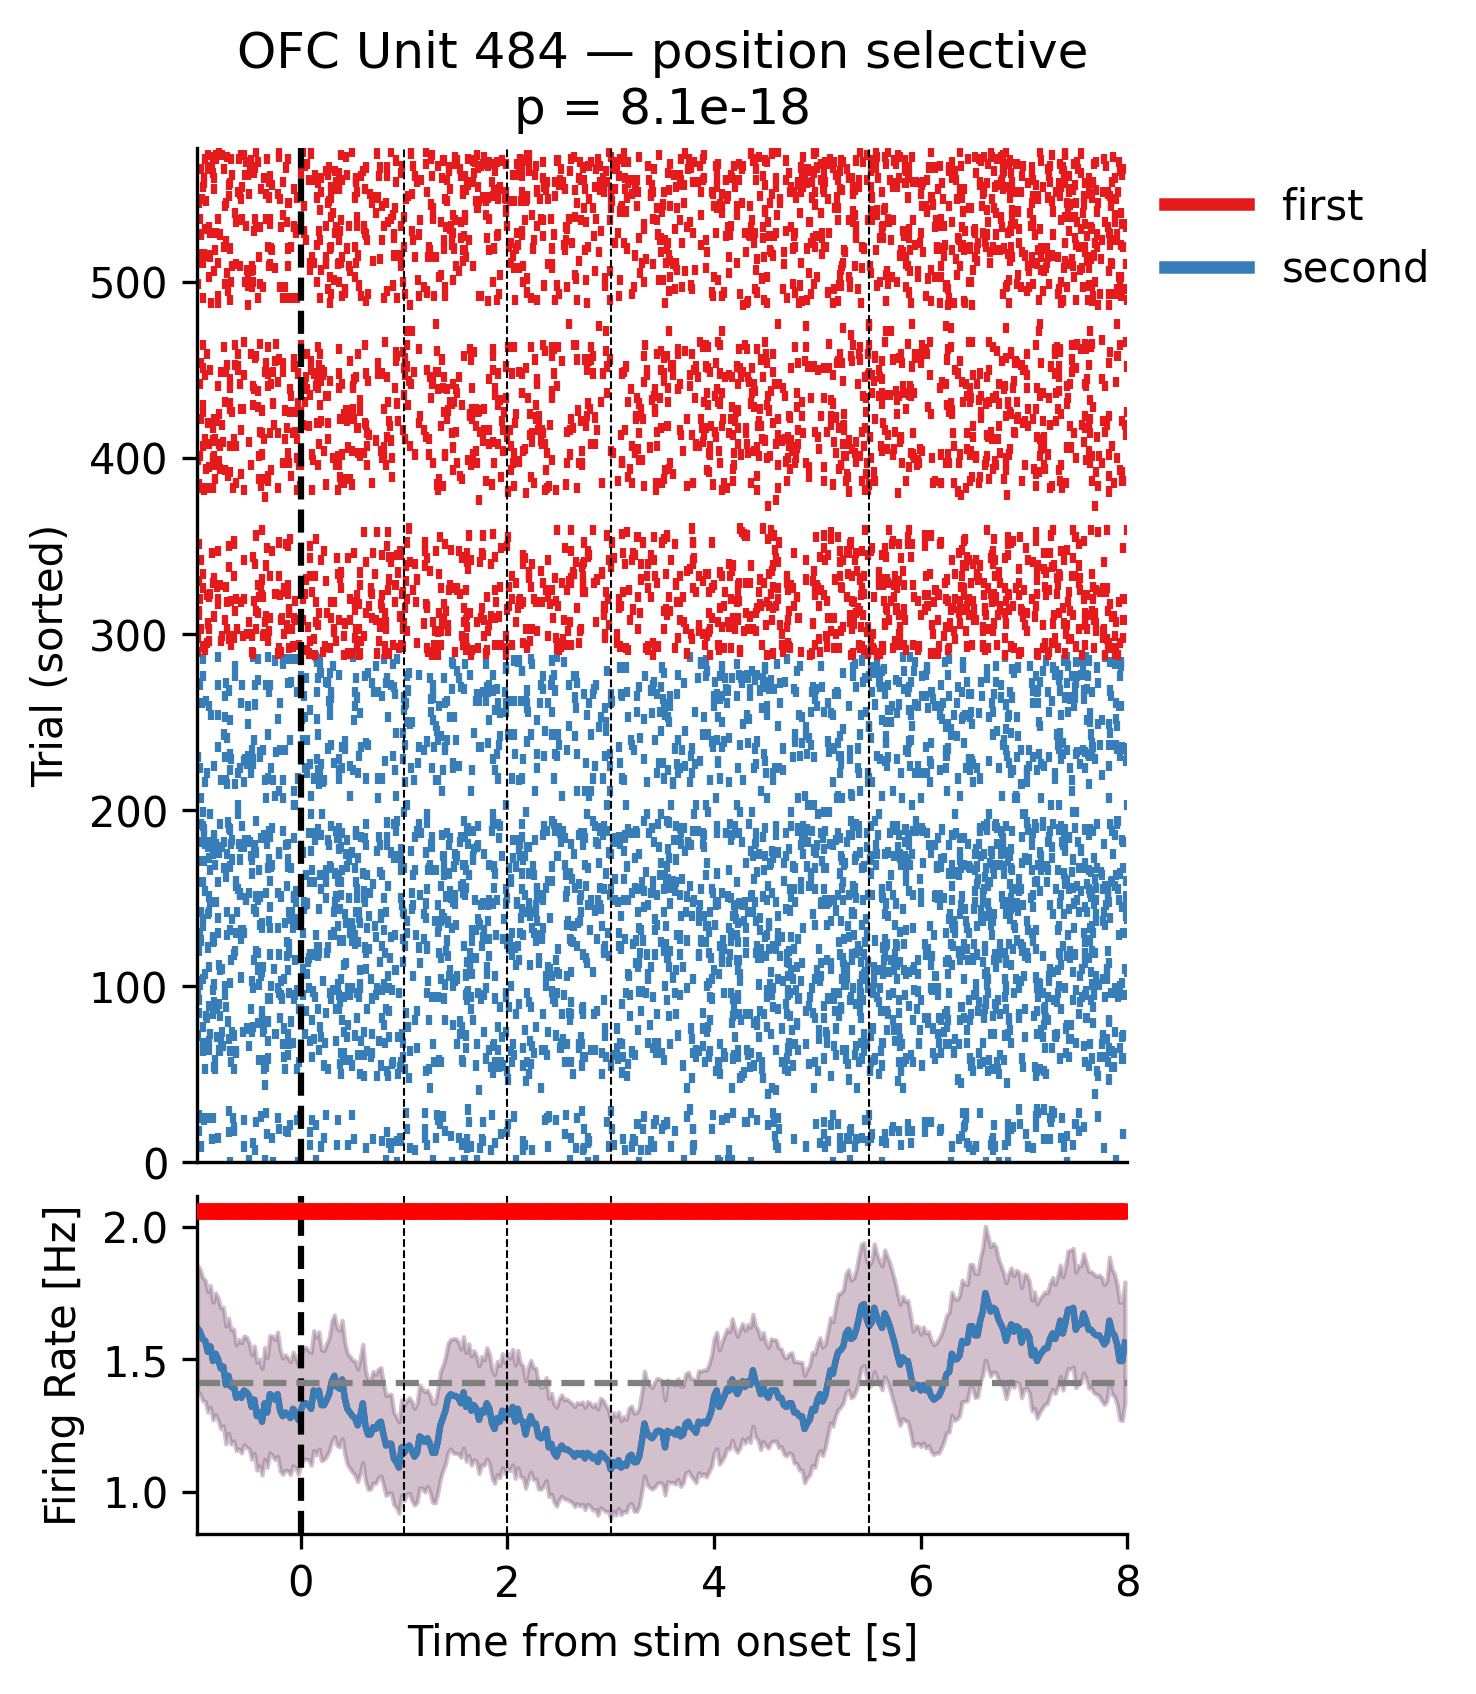 OFC Unit 484 — position selective
p = 8.1e-18
first
second
Trial (sorted)
500
400
300
200
100
0
Firing Rate [Hz]
2.0
1.5
1.0
0 2 4 6 8
Time from stim onset [s]